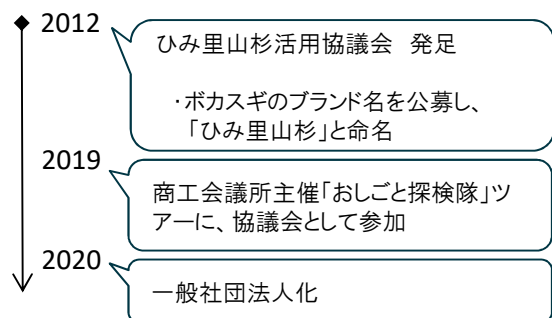 2012
ひみ里山杉活用協議会　発足
・ボカスギのブランド名を公募し、
「ひみ里山杉」と命名
2019
商工会議所主催「おしごと探検隊」ツ
アーに、協議会として参加
2020
一般社団法人化